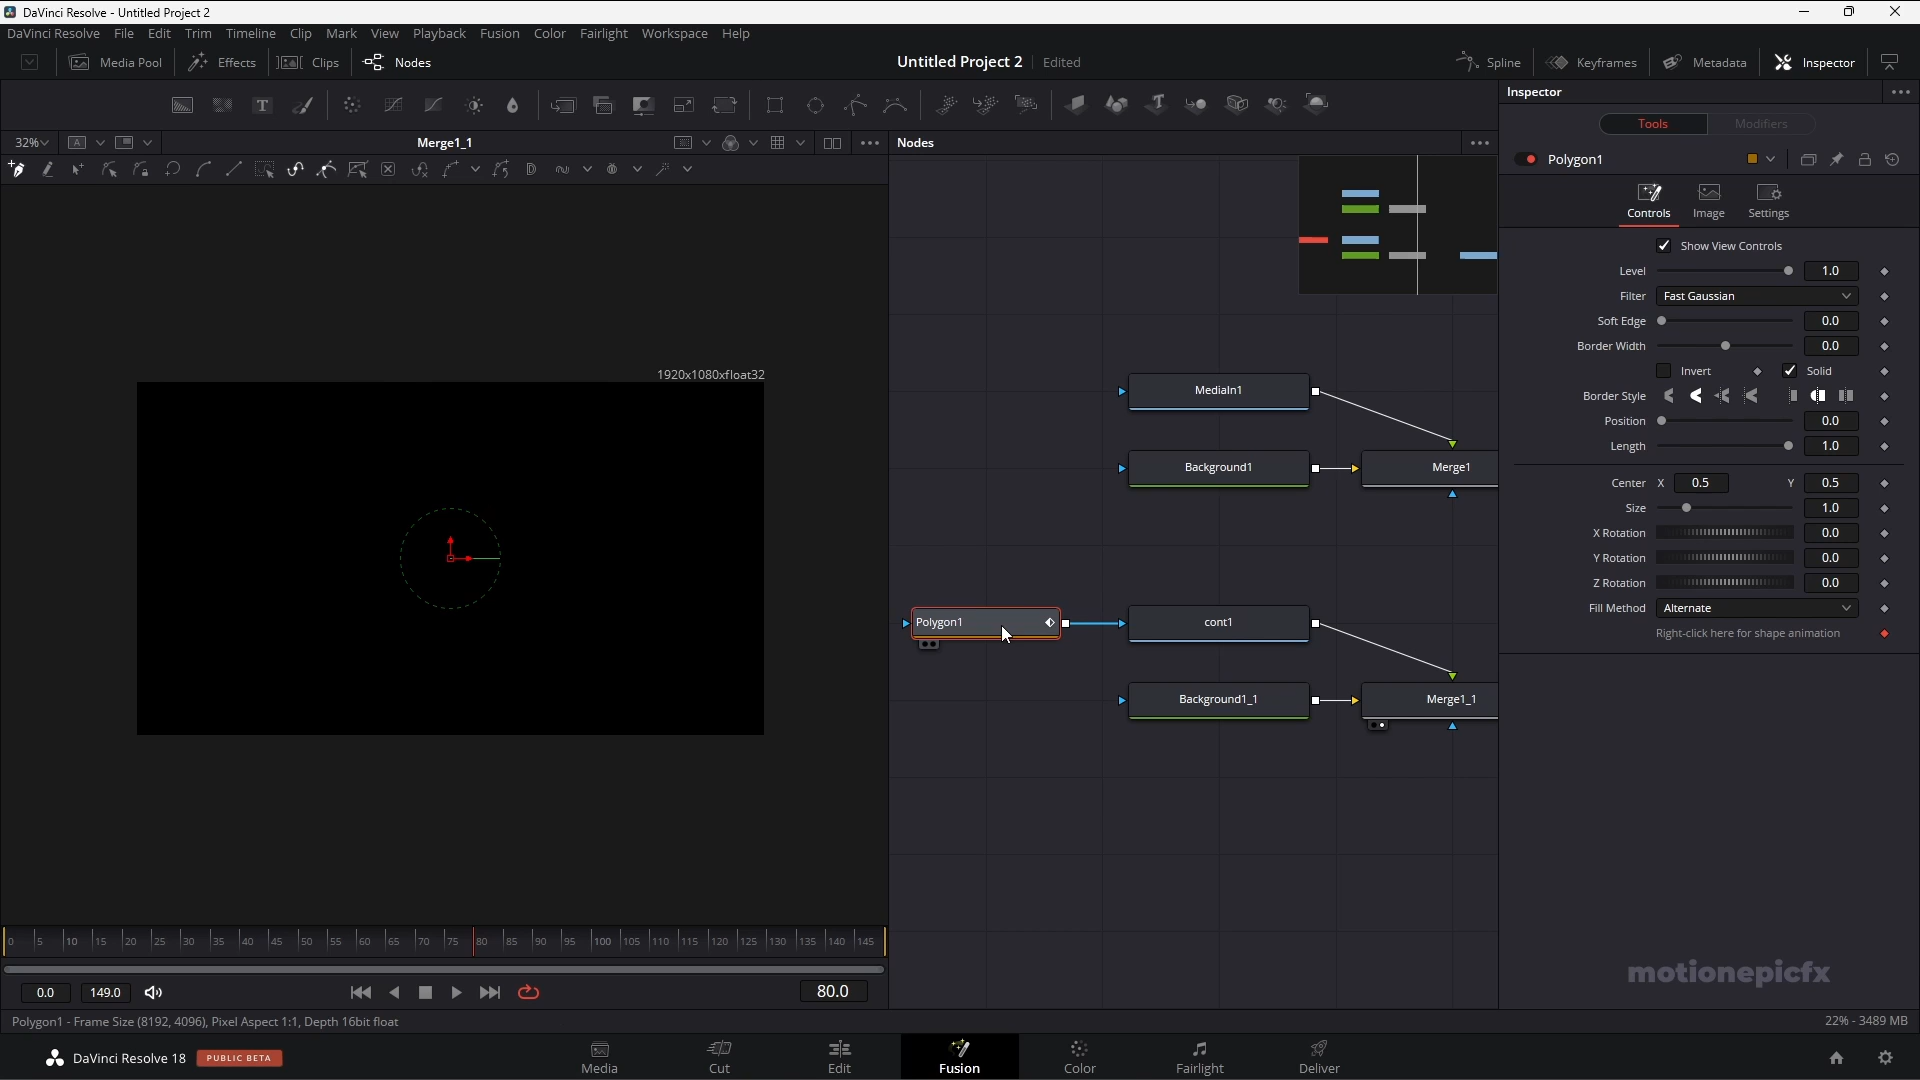 DaVinci Resolve - Untitled Project 2
DaVinci Resolve File Edit Trim Timeline Clip Mark View Playback Fusion Color Fairlight Workspace Help
Media Pool Effects Clips Nodes Untitled Project 2 Edited Spline Keyframes Metadata Inspector
T T Inspector
32% A Merge1_1 Nodes Tools Modifiers
Polygon1
Controls Image Settings
Show View Controls
Level 1.0
Filter Fast Gaussian
Soft Edge 0.0
Border Width 0.0
Invert Solid
Border Style
Position 0.0
Length 1.0
Center X 0.5 Y 0.5
Size 1.0
X Rotation 0.0
Y Rotation 0.0
Z Rotation 0.0
Fill Method Alternate
Right-click here for shape animation
1920x1080xfloat32
MediaIn1
Background1 Merge1
Polygon1 cont1
Background1_1 Merge1_1
0 5 10 15 20 25 30 35 40 45 50 55 60 65 70 75 80 85 90 95 100 105 110 115 120 125 130 135 140 145
motionepicfx
0.0 149.0 80.0
Polygon1 - Frame Size (8192, 4096), Pixel Aspect 1:1, Depth 16bit float 22% - 3489 MB
DaVinci Resolve 18 PUBLIC BETA Media Cut Edit Fusion Color Fairlight Deliver